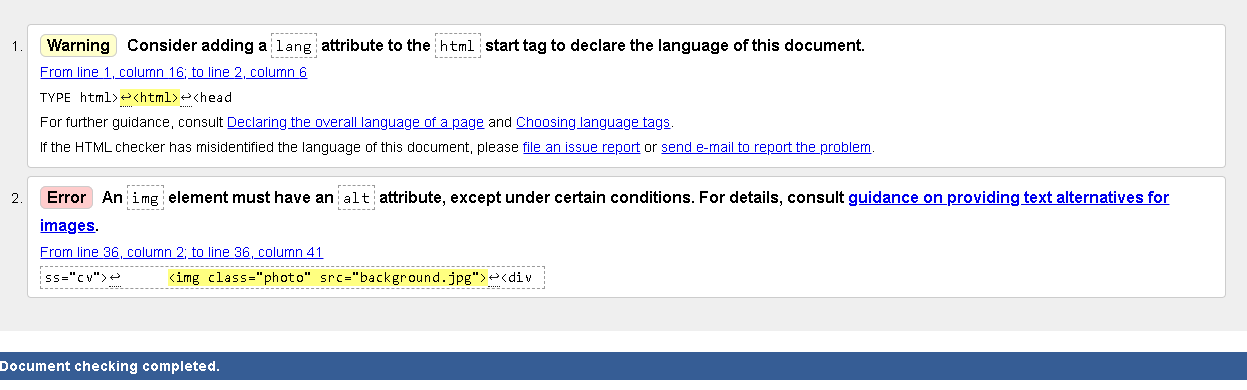 1. Warning Consider adding a lang attribute to the html start tag to declare the language of this document.
From line 1, column 16; to line 2, column 6
TYPE html>↩<html>↩<head
For further guidance, consult Declaring the overall language of a page and Choosing language tags.
If the HTML checker has misidentified the language of this document, please file an issue report or send e-mail to report the problem.
2. Error An img element must have an alt attribute, except under certain conditions. For details, consult guidance on providing text alternatives for
images.
From line 36, column 2; to line 36, column 41
ss="cv">↩ <img class="photo" src="background.jpg">↩<div
Document checking completed.